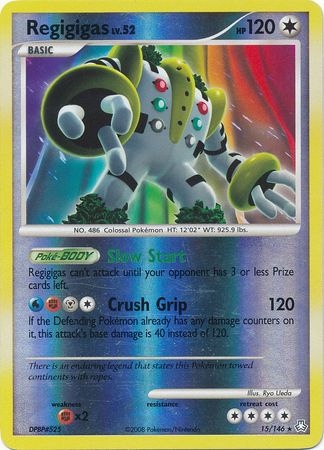 Regigigas LV.52 HP 120
BASIC
NO. 486 Colossal Pokémon HT: 12'02" WT: 925.9 lbs.
Poké-BODY Slow Start
Regigigas can't attack until your opponent has 3 or less Prize
cards left.
Crush Grip 120
If the Defending Pokémon already has any damage counters on
it, this attack's base damage is 40 instead of 120.
There is an enduring legend that states this Pokémon towed
continents with ropes.
Illus. Ryo Ueda
weakness resistance retreat cost
×2
DPBP#525 ©2008 Pokémon/Nintendo 15/146 ★